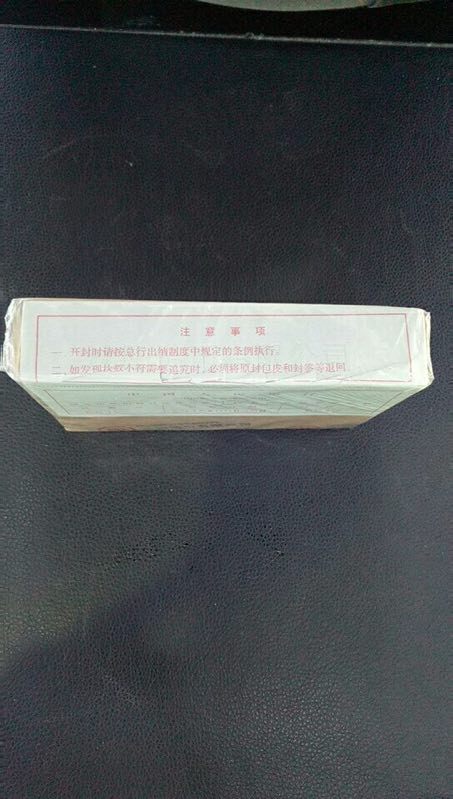 注意事项
一、开封时请按总行出纳制度中规定的条例执行。
二、如发现块数不符需要追究时，必须将原封包皮和封签等退回